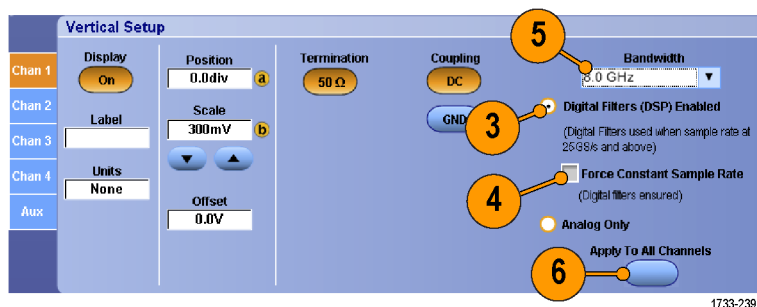 Vertical Setup
Chan 1
Chan 2
Chan 3
Chan 4
Aux
Display
On
Label
Units
None
Position
0.0div
a
Scale
300mV
b
Offset
0.0V
Termination
50 Ω
Coupling
DC
GND
5
Bandwidth
8.0 GHz
3
Digital Filters (DSP) Enabled
(Digital Filters used when sample rate at
25GS/s and above)
4
Force Constant Sample Rate
(Digital filters ensured)
Analog Only
6
Apply To All Channels
1733-239